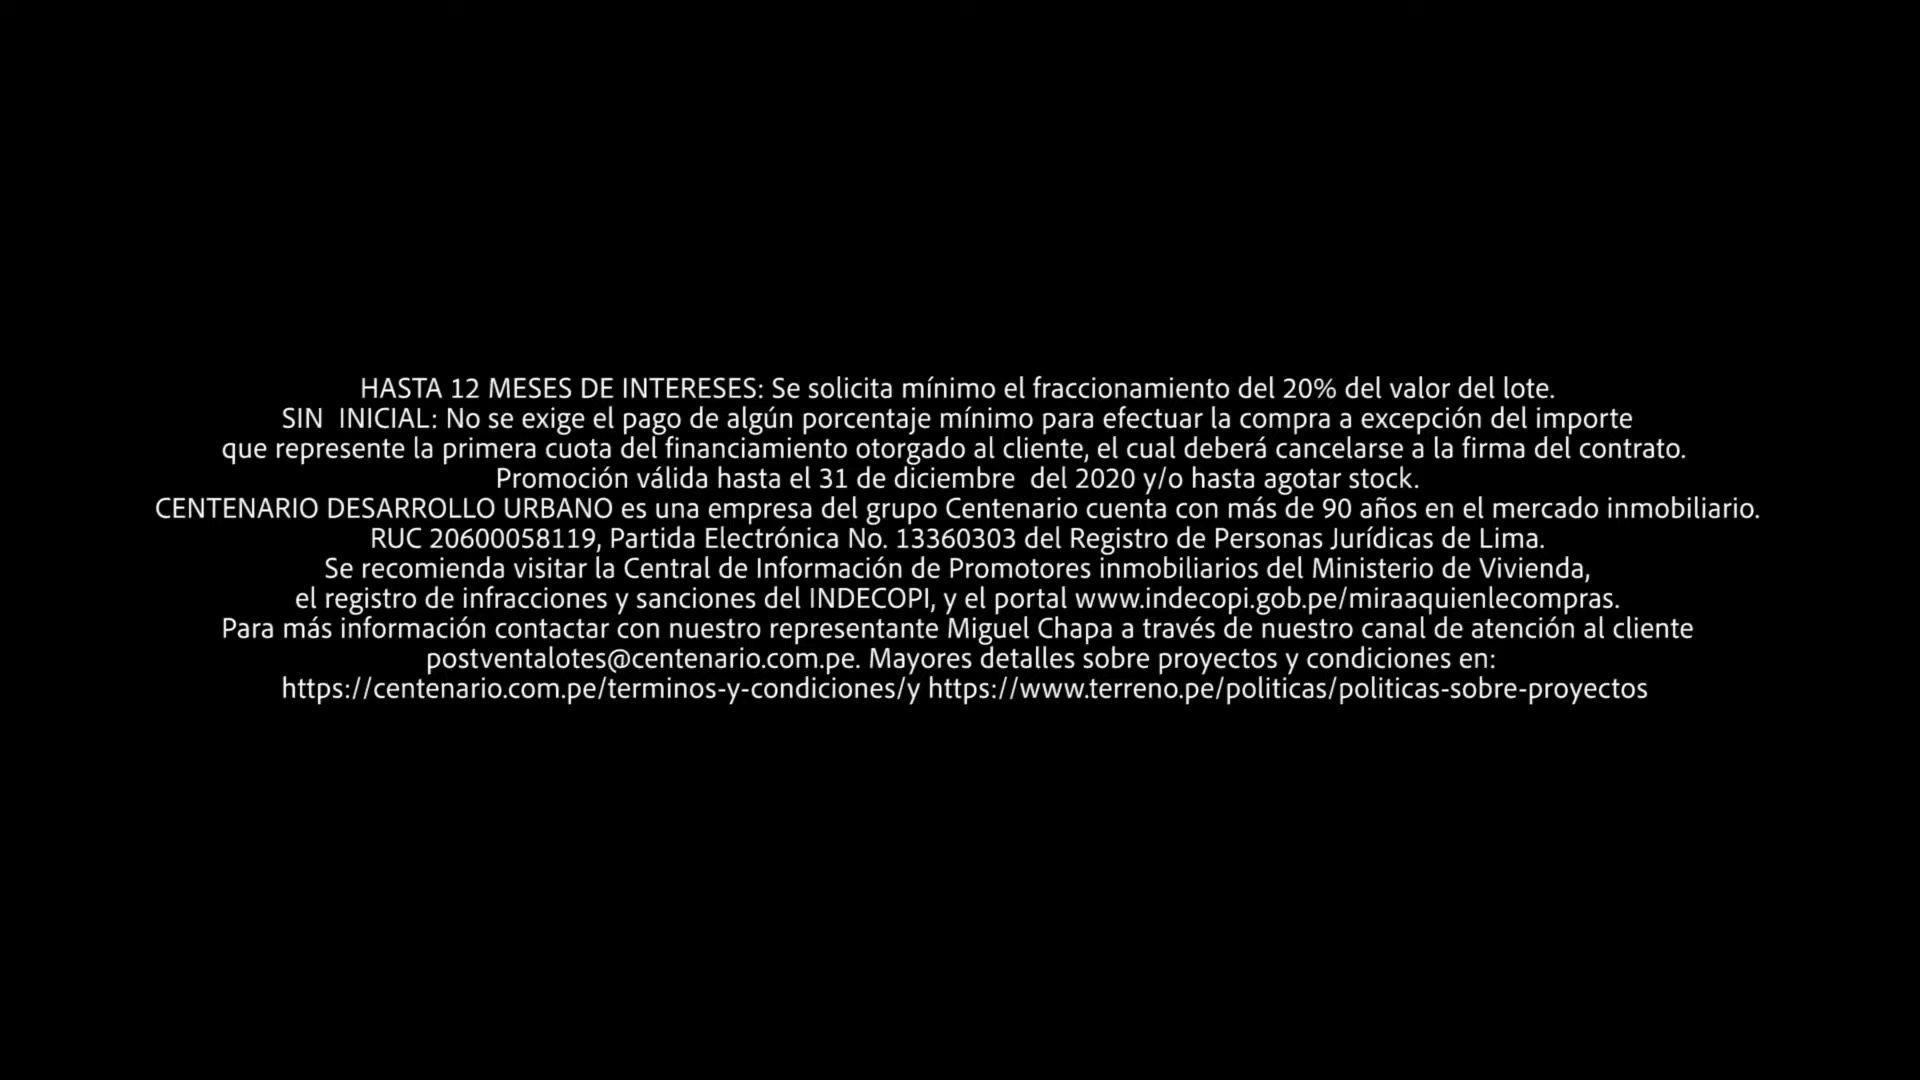 HASTA 12 MESES DE INTERESES: Se solicita mínimo el fraccionamiento del 20% del valor del lote.
SIN  INICIAL: No se exige el pago de algún porcentaje mínimo para efectuar la compra a excepción del importe
que represente la primera cuota del financiamiento otorgado al cliente, el cual deberá cancelarse a la firma del contrato.
Promoción válida hasta el 31 de diciembre  del 2020 y/o hasta agotar stock.
CENTENARIO DESARROLLO URBANO es una empresa del grupo Centenario cuenta con más de 90 años en el mercado inmobiliario.
RUC 20600058119, Partida Electrónica No. 13360303 del Registro de Personas Jurídicas de Lima.
Se recomienda visitar la Central de Información de Promotores inmobiliarios del Ministerio de Vivienda,
el registro de infracciones y sanciones del INDECOPI, y el portal www.indecopi.gob.pe/miraaquienlecompras.
Para más información contactar con nuestro representante Miguel Chapa a través de nuestro canal de atención al cliente
postventalotes@centenario.com.pe. Mayores detalles sobre proyectos y condiciones en:
https://centenario.com.pe/terminos-y-condiciones/y https://www.terreno.pe/politicas/politicas-sobre-proyectos